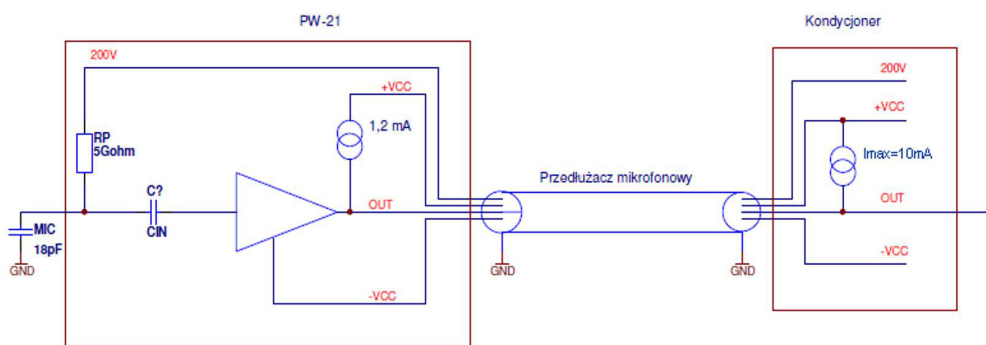 PW-21
Kondycjoner
200V
+VCC
1,2 mA
RP
5Gohm
C?
CIN
OUT
MIC
18pF
GND
-VCC
Przedłużacz mikrofonowy
GND
GND
200V
+VCC
Imax=10mA
OUT
-VCC